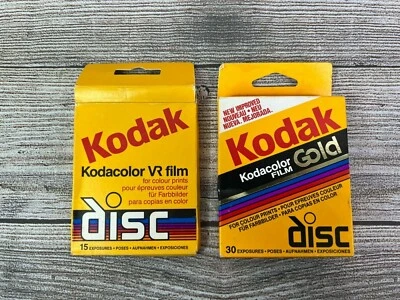 Kodak
Kodacolor VR film
for colour prints
pour épreuves couleur
für Farbbilder
para copias en color
disc
15 EXPOSURES • POSES • AUFNAHMEN • EXPOSICIONES
NEW IMPROVED
NOUVEAU • NEU
NUEVA. MEJORADA.
Kodak
Kodacolor Gold
FILM
FOR COLOUR PRINTS • POUR ÉPREUVES COULEUR
FÜR FARBBILDER • PARA COPIAS EN COLOR
disc
30 EXPOSURES • POSES • AUFNAHMEN • EXPOSICIONES